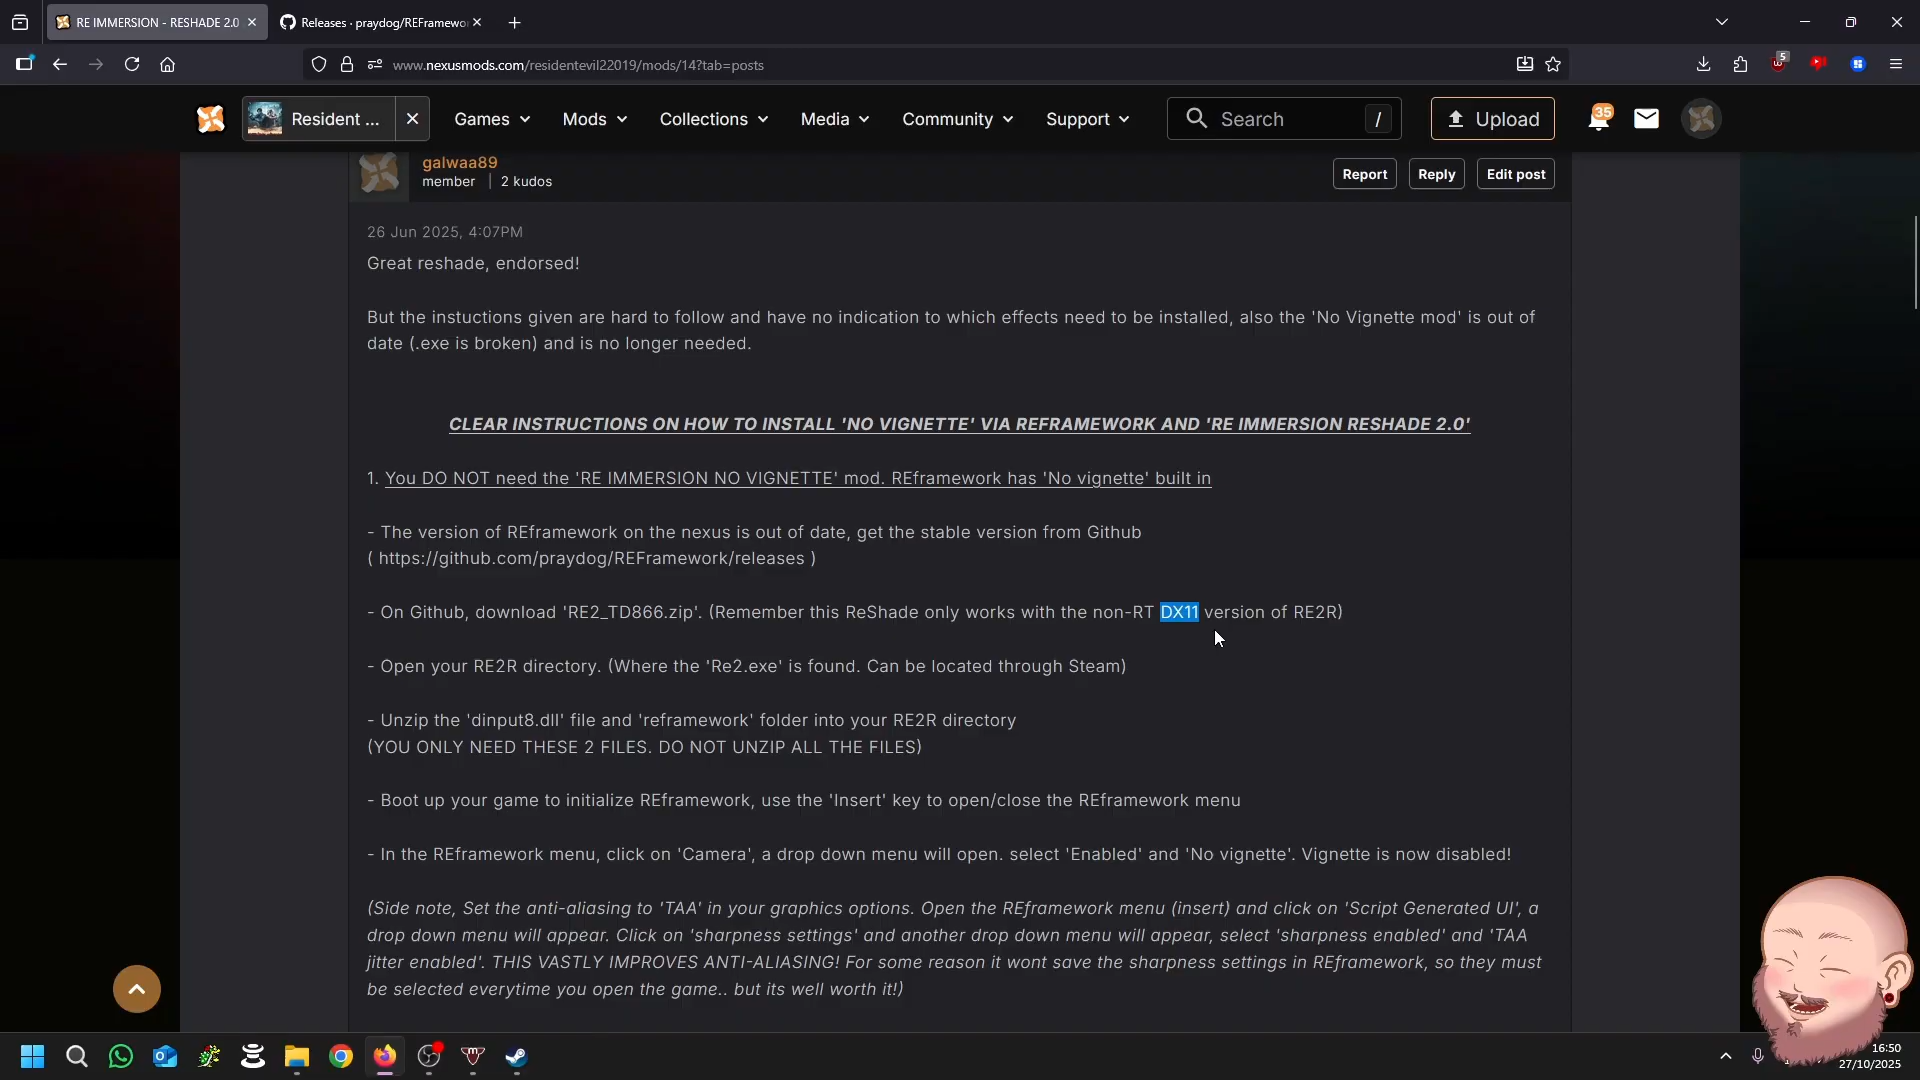 RE IMMERSION - RESHADE 2.0
Releases · praydog/REFramewo
www.nexusmods.com/residentevil22019/mods/14?tab=posts
5
Resident ...
Games
Mods
Collections
Media
Community
Support
Search
/
Upload
35
galwaa89
member | 2 kudos
Report
Reply
Edit post
26 Jun 2025, 4:07PM
Great reshade, endorsed!
But the instuctions given are hard to follow and have no indication to which effects need to be installed, also the 'No Vignette mod' is out of
date (.exe is broken) and is no longer needed.
CLEAR INSTRUCTIONS ON HOW TO INSTALL 'NO VIGNETTE' VIA REFRAMEWORK AND 'RE IMMERSION RESHADE 2.0'
1. You DO NOT need the 'RE IMMERSION NO VIGNETTE' mod. REframework has 'No vignette' built in
- The version of REframework on the nexus is out of date, get the stable version from Github
( https://github.com/praydog/REFramework/releases )
- On Github, download 'RE2_TD866.zip'. (Remember this ReShade only works with the non-RT DX11 version of RE2R)
- Open your RE2R directory. (Where the 'Re2.exe' is found. Can be located through Steam)
- Unzip the 'dinput8.dll' file and 'reframework' folder into your RE2R directory
(YOU ONLY NEED THESE 2 FILES. DO NOT UNZIP ALL THE FILES)
- Boot up your game to initialize REframework, use the 'Insert' key to open/close the REframework menu
- In the REframework menu, click on 'Camera', a drop down menu will open. select 'Enabled' and 'No vignette'. Vignette is now disabled!
(Side note, Set the anti-aliasing to 'TAA' in your graphics options. Open the REframework menu (insert) and click on 'Script Generated UI', a
drop down menu will appear. Click on 'sharpness settings' and another drop down menu will appear, select 'sharpness enabled' and 'TAA
jitter enabled'. THIS VASTLY IMPROVES ANTI-ALIASING! For some reason it wont save the sharpness settings in REframework, so they must
be selected everytime you open the game.. but its well worth it!)
16:50
27/10/2025